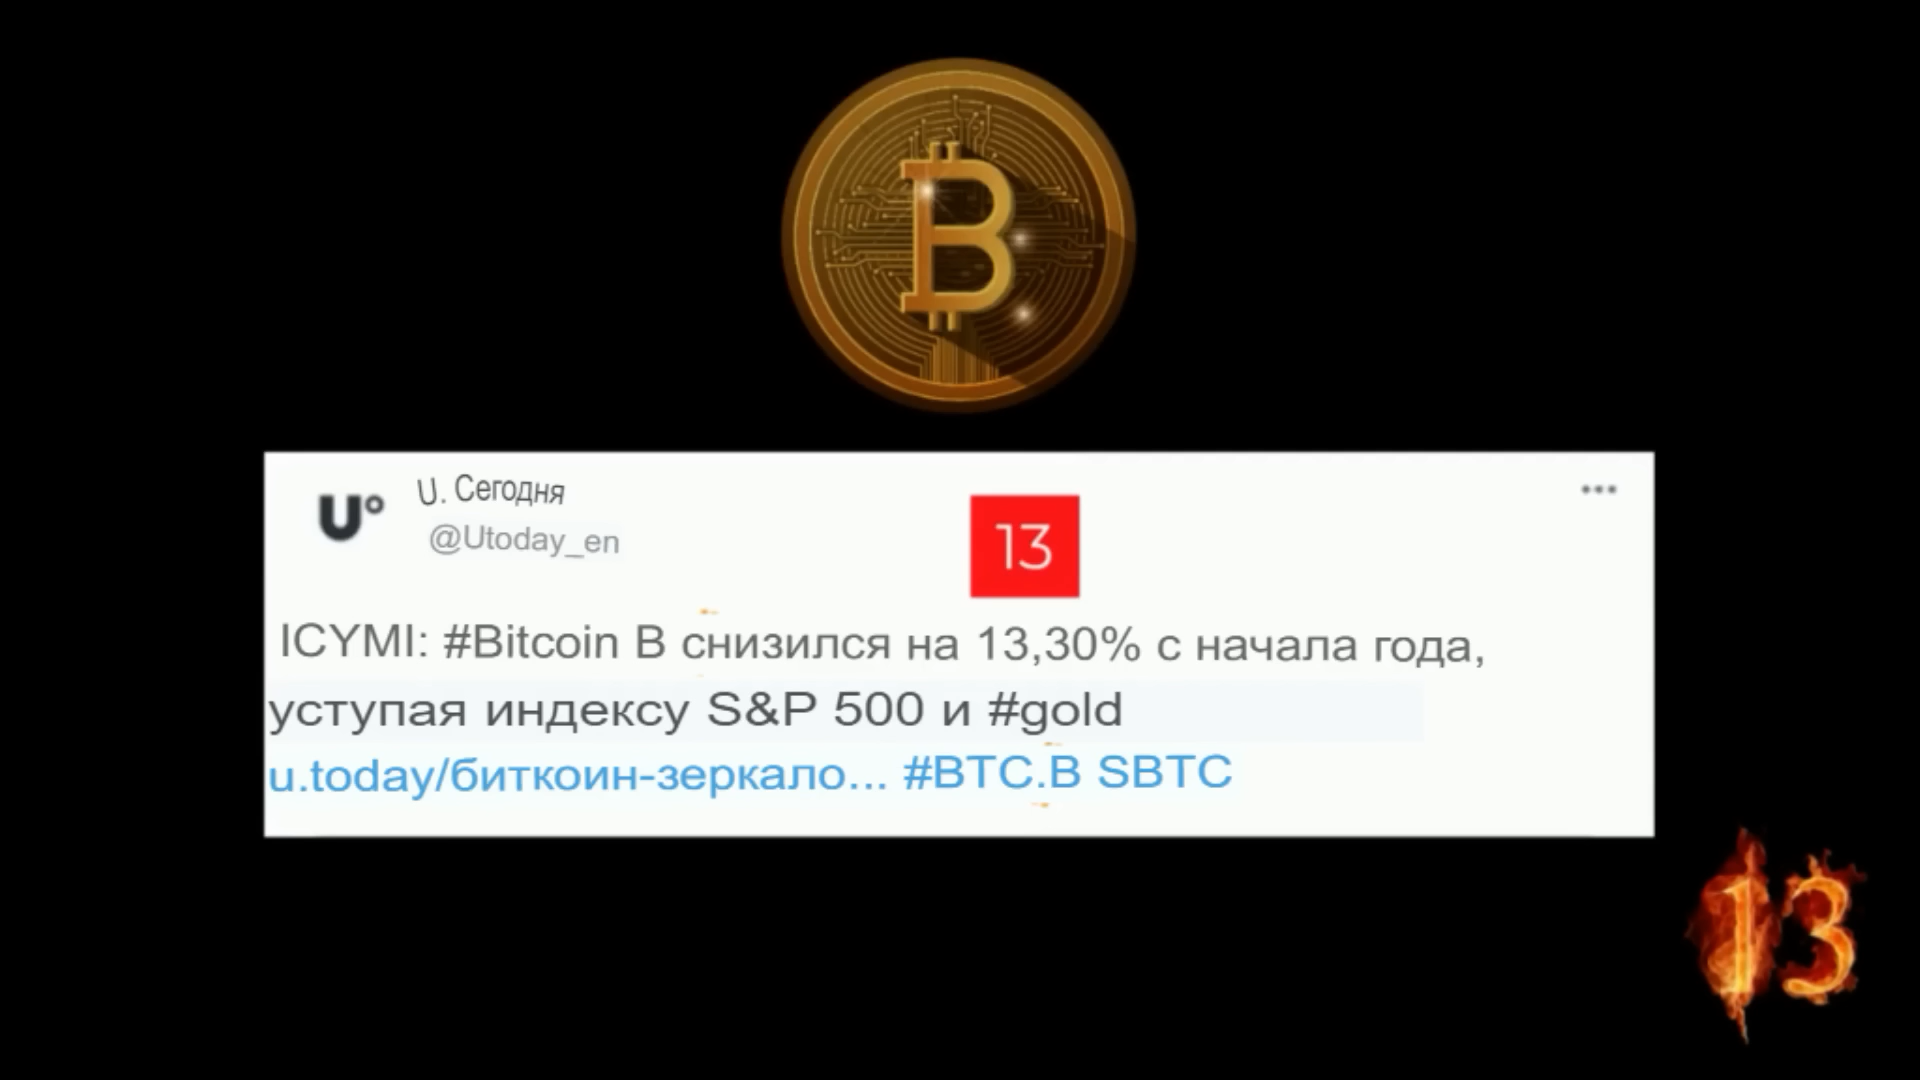 B
U°
U. Сегодня
@Utoday_en
13
ICYMI: #Bitcoin B снизился на 13,30% с начала года,
уступая индексу S&P 500 и #gold
u.today/биткоин-зеркало... #BTC.B SBTC
13